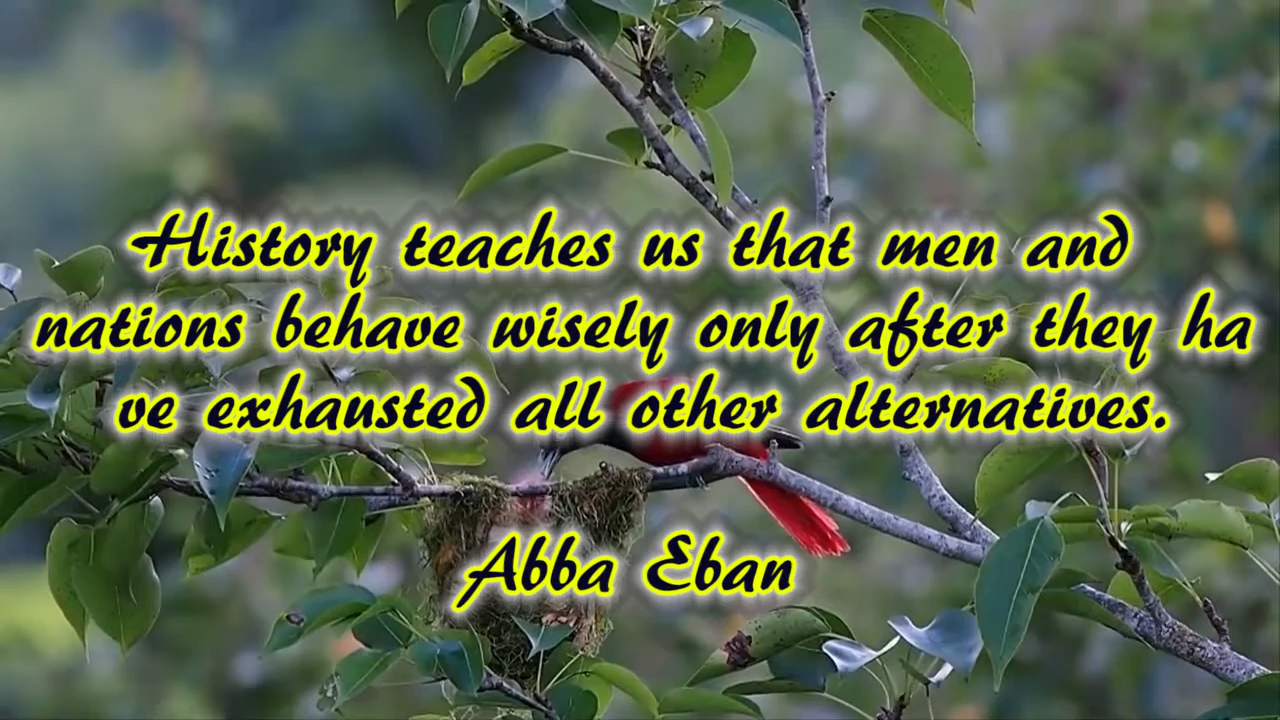 History teaches us that men and
nations behave wisely only after they ha
ve exhausted all other alternatives.
Abba Eban